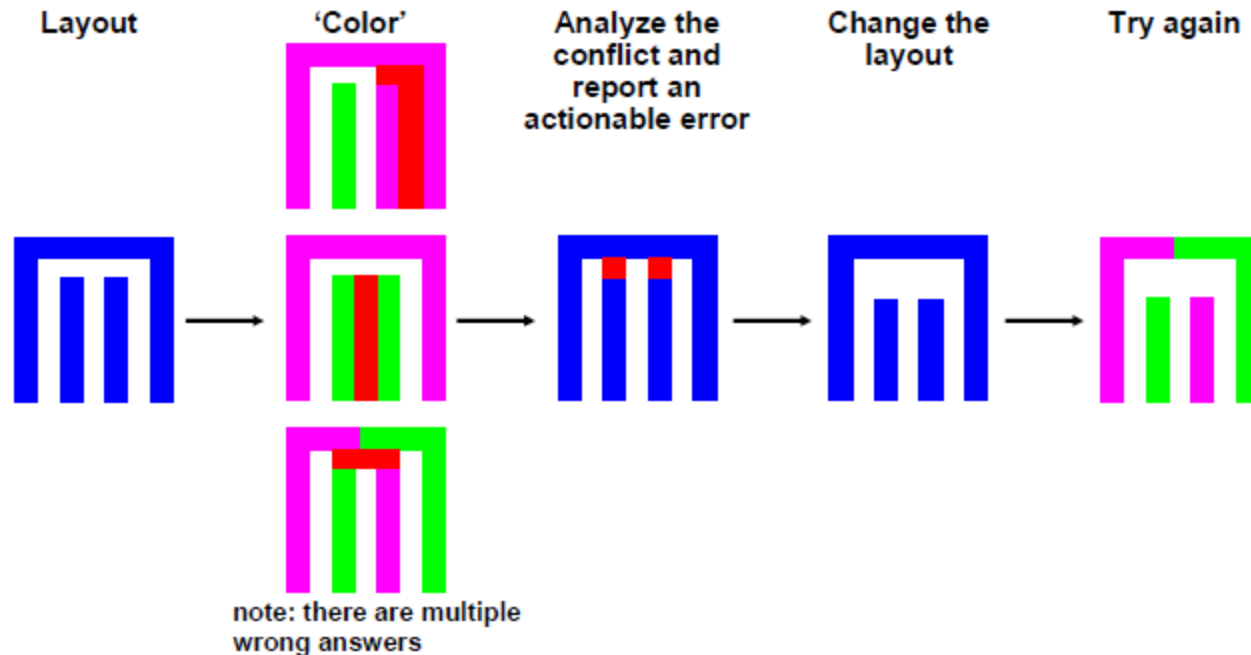 Layout
‘Color’
Analyze the
conflict and
report an
actionable error
Change the
layout
Try again
note: there are multiple
wrong answers